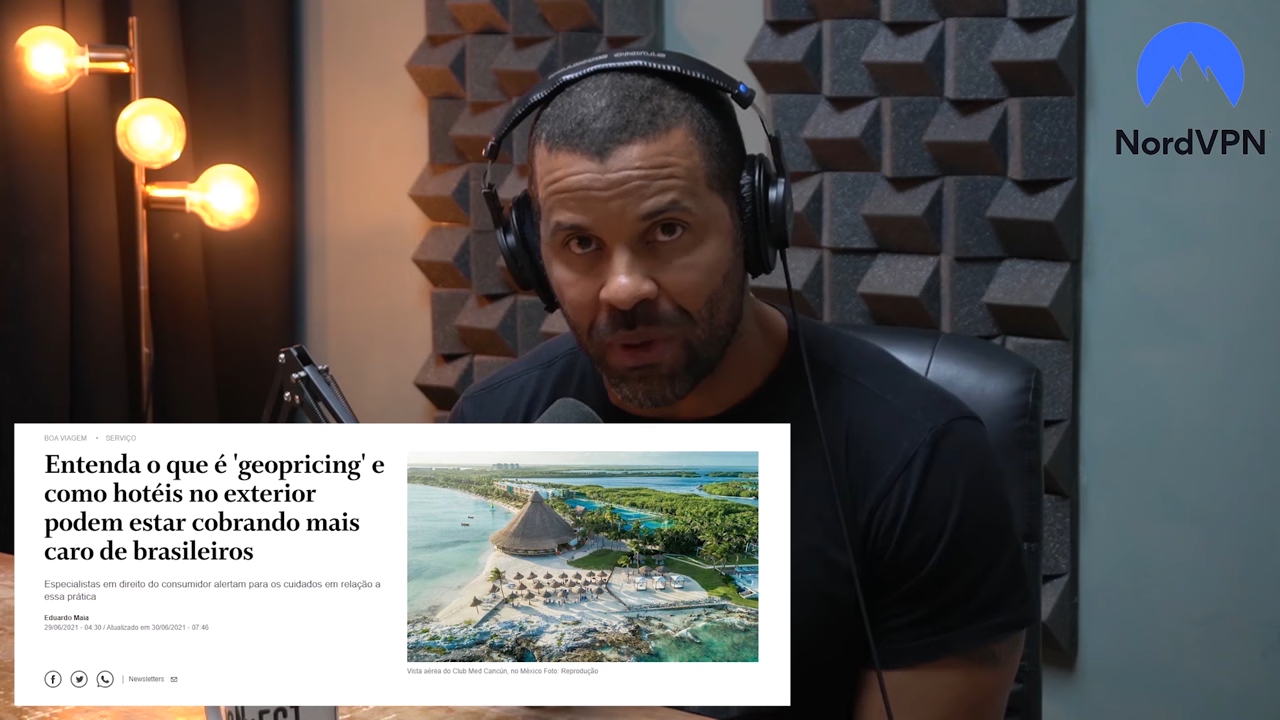 NordVPN
BOA VIAGEM • SERVIÇO
Entenda o que é 'geopricing' e
como hotéis no exterior
podem estar cobrando mais
caro de brasileiros
Especialistas em direito do consumidor alertam para os cuidados em relação a
essa prática
Eduardo Maia
29/06/2021 - 04:30 / Atualizado em 30/06/2021 - 07:46
Newsletters
Vista aérea do Club Med Cancún, no México Foto: Reprodução